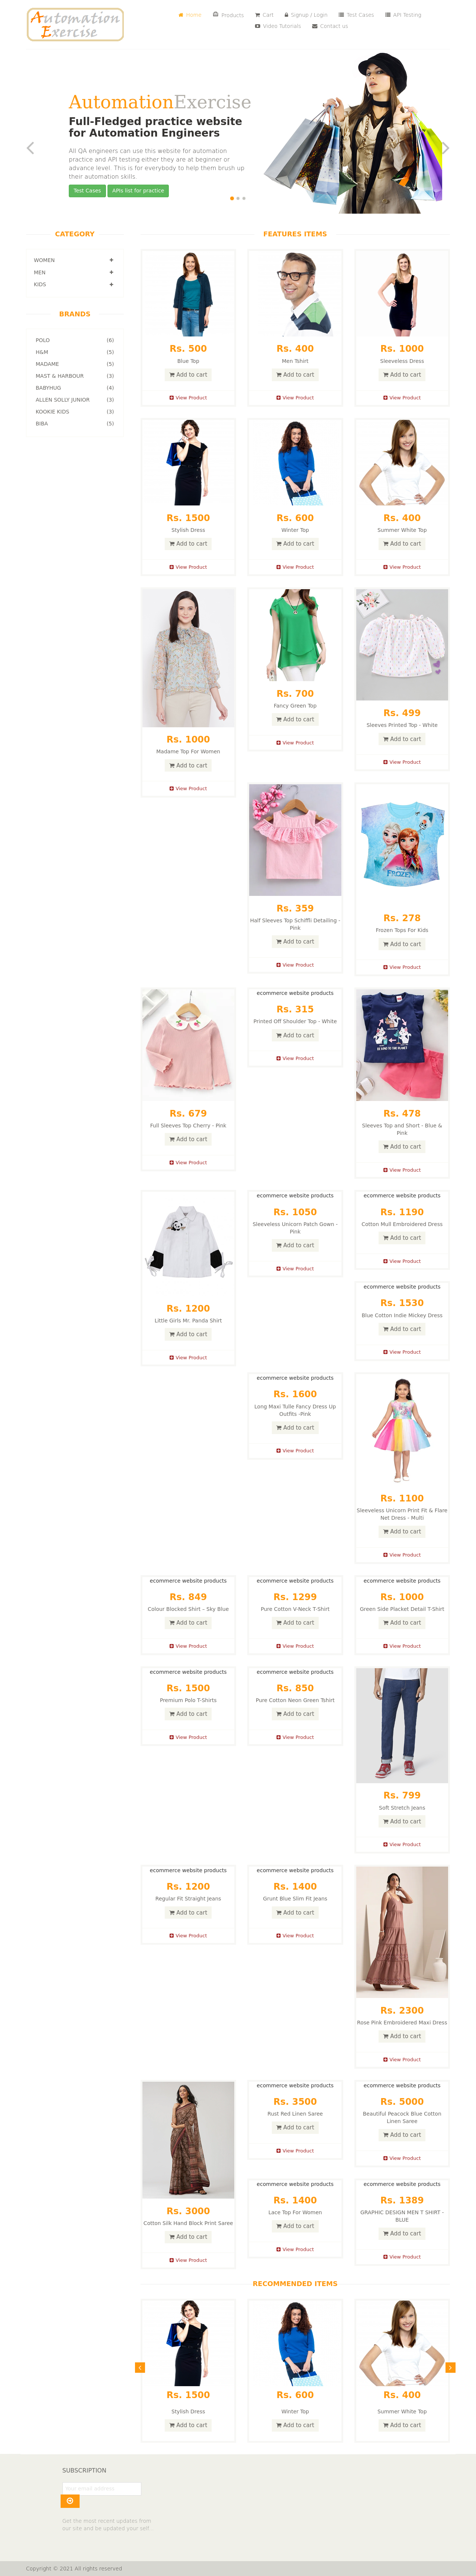 Automation
Exercise
Home
Products
Cart
Signup / Login
Test Cases
API Testing
Video Tutorials
Contact us
AutomationExercise
Full-Fledged practice website
for Automation Engineers
All QA engineers can use this website for automation
practice and API testing either they are at beginner or
advance level. This is for everybody to help them brush up
their automation skills.
Test Cases
APIs list for practice
CATEGORY
WOMEN
MEN
KIDS
BRANDS
POLO (6)
H&M (5)
MADAME (5)
MAST & HARBOUR (3)
BABYHUG (4)
ALLEN SOLLY JUNIOR (3)
KOOKIE KIDS (3)
BIBA (5)
FEATURES ITEMS
Rs. 500
Blue Top
Add to cart
View Product
Rs. 400
Men Tshirt
Add to cart
View Product
Rs. 1000
Sleeveless Dress
Add to cart
View Product
Rs. 1500
Stylish Dress
Add to cart
View Product
Rs. 600
Winter Top
Add to cart
View Product
Rs. 400
Summer White Top
Add to cart
View Product
Rs. 1000
Madame Top For Women
Add to cart
View Product
Rs. 700
Fancy Green Top
Add to cart
View Product
Rs. 499
Sleeves Printed Top - White
Add to cart
View Product
Rs. 359
Half Sleeves Top Schiffli Detailing -
Pink
Add to cart
View Product
FROZEN
Rs. 278
Frozen Tops For Kids
Add to cart
View Product
Rs. 679
Full Sleeves Top Cherry - Pink
Add to cart
View Product
ecommerce website products
Rs. 315
Printed Off Shoulder Top - White
Add to cart
View Product
Rs. 478
Sleeves Top and Short - Blue &
Pink
Add to cart
View Product
Rs. 1200
Little Girls Mr. Panda Shirt
Add to cart
View Product
ecommerce website products
Rs. 1050
Sleeveless Unicorn Patch Gown -
Pink
Add to cart
View Product
ecommerce website products
Rs. 1190
Cotton Mull Embroidered Dress
Add to cart
View Product
ecommerce website products
Rs. 1530
Blue Cotton Indie Mickey Dress
Add to cart
View Product
ecommerce website products
Rs. 1600
Long Maxi Tulle Fancy Dress Up
Outfits -Pink
Add to cart
View Product
Rs. 1100
Sleeveless Unicorn Print Fit & Flare
Net Dress - Multi
Add to cart
View Product
ecommerce website products
Rs. 849
Colour Blocked Shirt – Sky Blue
Add to cart
View Product
ecommerce website products
Rs. 1299
Pure Cotton V-Neck T-Shirt
Add to cart
View Product
ecommerce website products
Rs. 1000
Green Side Placket Detail T-Shirt
Add to cart
View Product
ecommerce website products
Rs. 1500
Premium Polo T-Shirts
Add to cart
View Product
ecommerce website products
Rs. 850
Pure Cotton Neon Green Tshirt
Add to cart
View Product
Rs. 799
Soft Stretch Jeans
Add to cart
View Product
ecommerce website products
Rs. 1200
Regular Fit Straight Jeans
Add to cart
View Product
ecommerce website products
Rs. 1400
Grunt Blue Slim Fit Jeans
Add to cart
View Product
Rs. 2300
Rose Pink Embroidered Maxi Dress
Add to cart
View Product
Rs. 3000
Cotton Silk Hand Block Print Saree
Add to cart
View Product
ecommerce website products
Rs. 3500
Rust Red Linen Saree
Add to cart
View Product
ecommerce website products
Rs. 5000
Beautiful Peacock Blue Cotton
Linen Saree
Add to cart
View Product
ecommerce website products
Rs. 1400
Lace Top For Women
Add to cart
View Product
ecommerce website products
Rs. 1389
GRAPHIC DESIGN MEN T SHIRT -
BLUE
Add to cart
View Product
RECOMMENDED ITEMS
Rs. 1500
Stylish Dress
Add to cart
Rs. 600
Winter Top
Add to cart
Rs. 400
Summer White Top
Add to cart
SUBSCRIPTION
Your email address
Get the most recent updates from
our site and be updated your self...
Copyright © 2021 All rights reserved